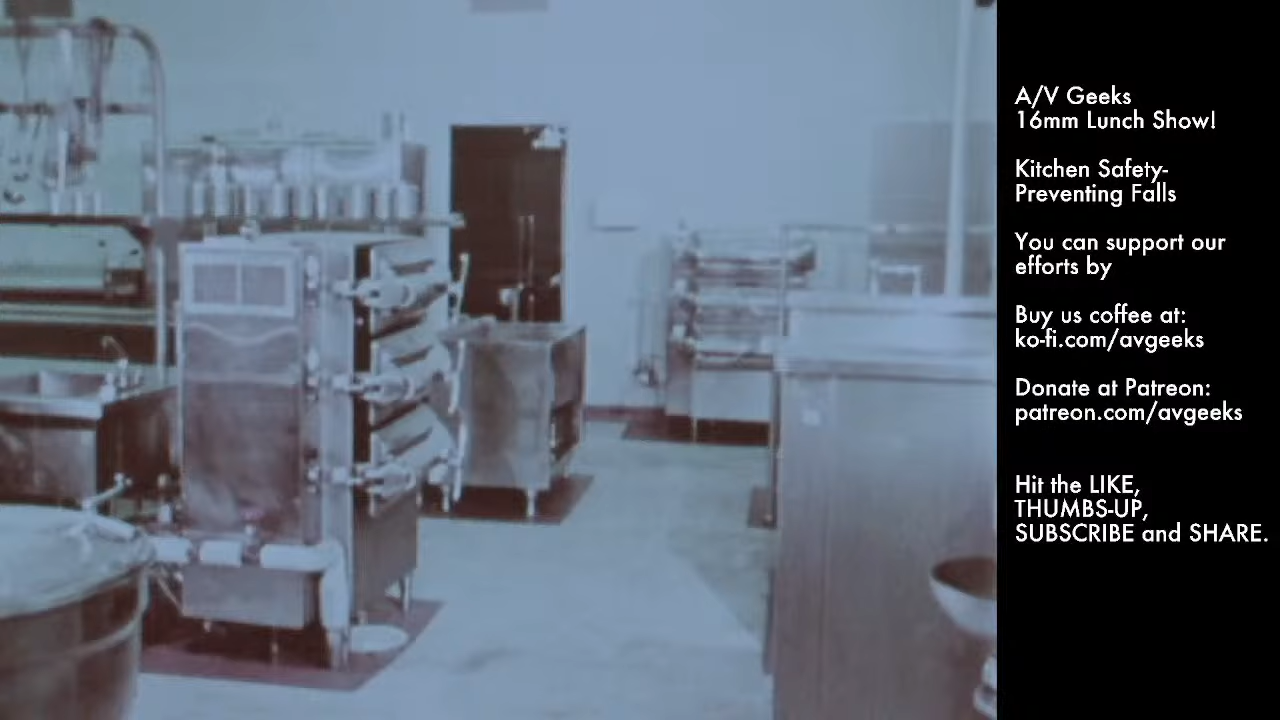 A/V Geeks
16mm Lunch Show!
Kitchen Safety-
Preventing Falls
You can support our
efforts by
Buy us coffee at:
ko-fi.com/avgeeks
Donate at Patreon:
patreon.com/avgeeks
Hit the LIKE,
THUMBS-UP,
SUBSCRIBE and SHARE.